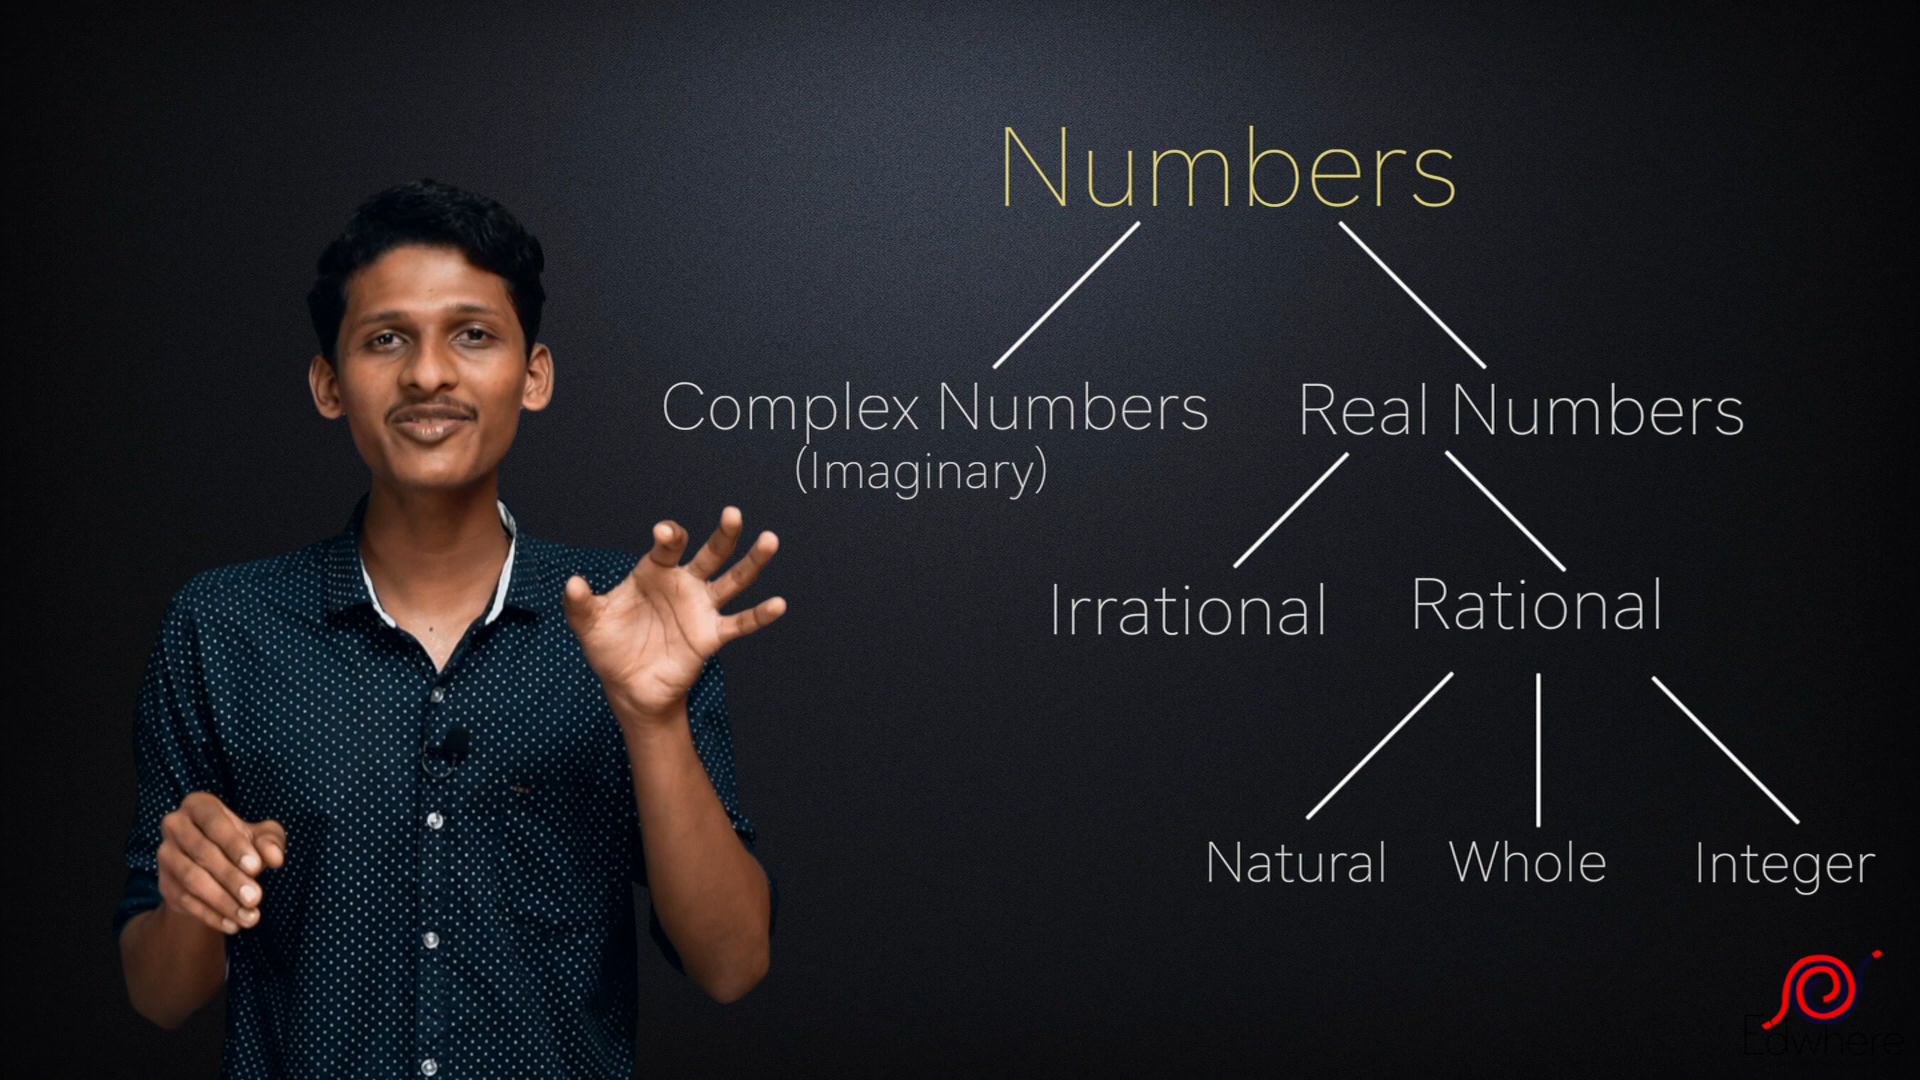 Numbers
Complex Numbers
(Imaginary)
Real Numbers
Irrational
Rational
Natural
Whole
Integer
Edwhere